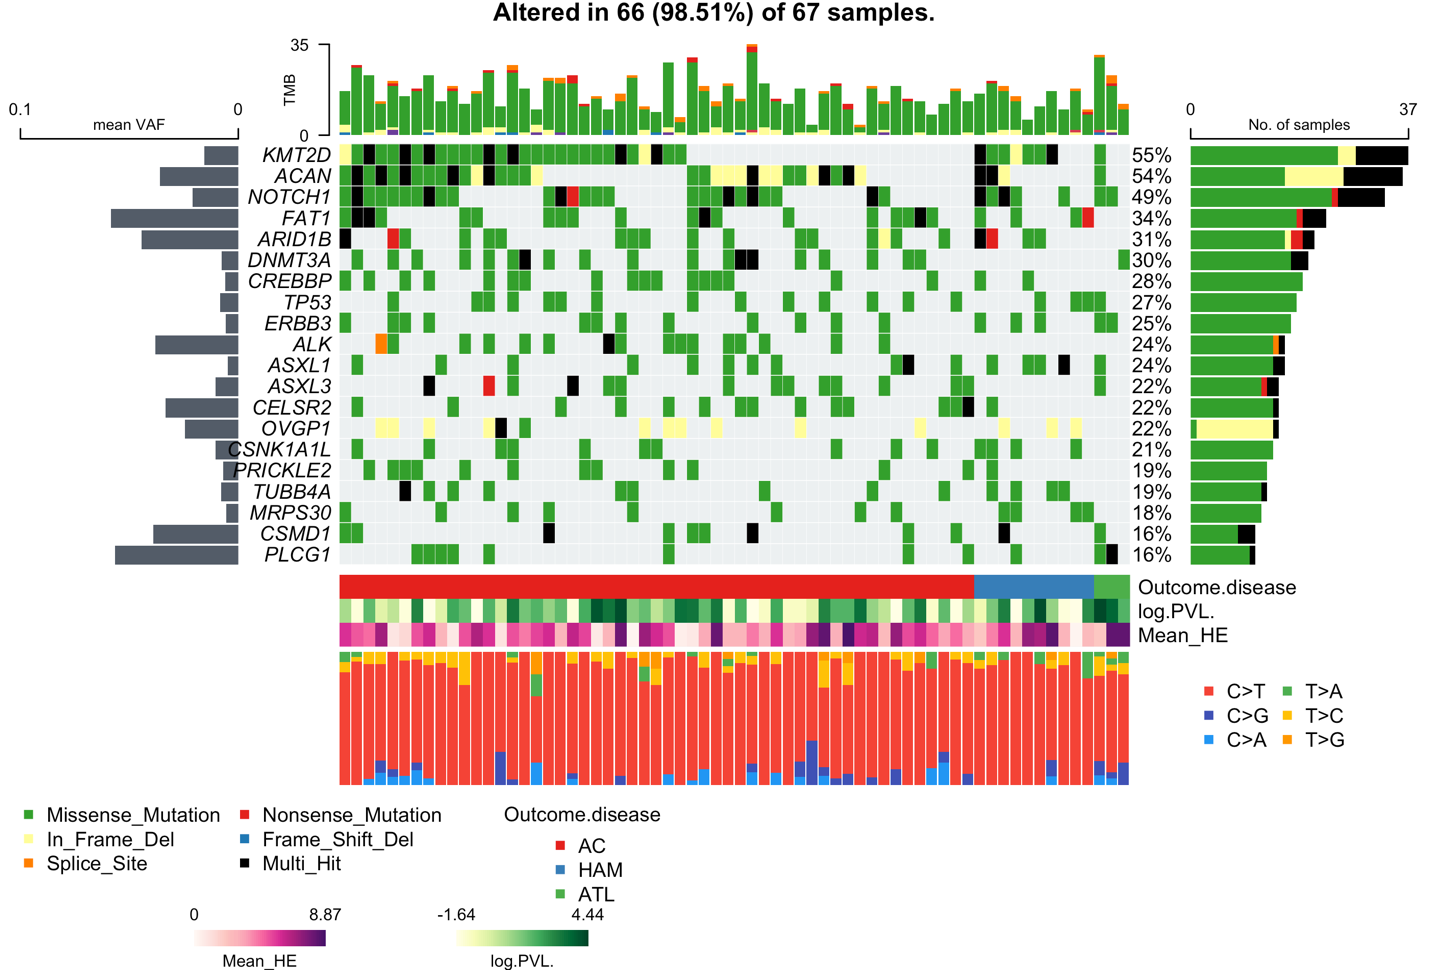 Altered in 66 (98.51%) of 67 samples.
35
TMB
0
0.1
0
mean VAF
0
37
No. of samples
KMT2D 55%
ACAN 54%
NOTCH1 49%
FAT1 34%
ARID1B 31%
DNMT3A 30%
CREBBP 28%
TP53 27%
ERBB3 25%
ALK 24%
ASXL1 24%
ASXL3 22%
CELSR2 22%
OVGP1 22%
CSNK1A1L 21%
PRICKLE2 19%
TUBB4A 19%
MRPS30 18%
CSMD1 16%
PLCG1 16%
Outcome.disease
log.PVL.
Mean_HE
C>T T>A
C>G T>C
C>A T>G
Missense_Mutation Nonsense_Mutation
In_Frame_Del Frame_Shift_Del
Splice_Site Multi_Hit
Outcome.disease
AC
HAM
ATL
0 8.87
Mean_HE
-1.64 4.44
log.PVL.